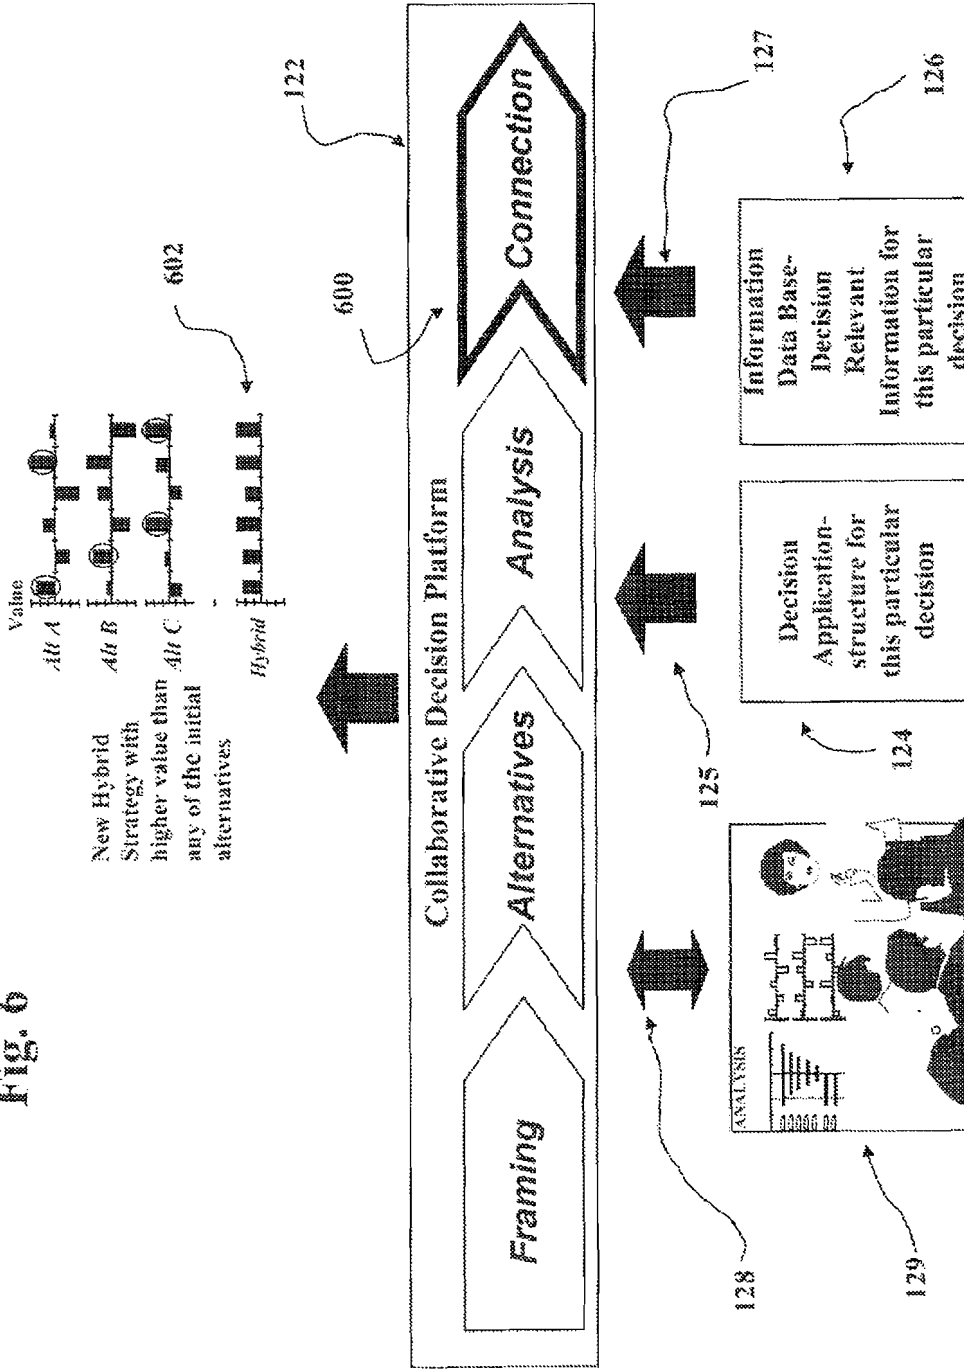 Fig. 6
Value
Alt A
Alt B
Alt C
Hybrid
New Hybrid
Strategy with
higher value than
any of the initial
alternatives
602
600
122
Collaborative Decision Platform
Framing
Alternatives
Analysis
Connection
128
125
127
129
ANALYSIS
124
Decision
Application-
structure for
this particular
decision
126
Information
Data Base-
Decision
Relevant
Information for
this particular
decision